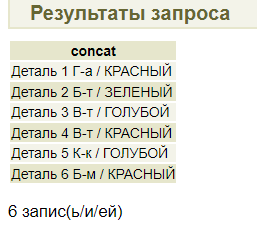 Результаты запроса
concat
Деталь 1 Г-а / КРАСНЫЙ
Деталь 2 Б-т / ЗЕЛЕНЫЙ
Деталь 3 В-т / ГОЛУБОЙ
Деталь 4 В-т / КРАСНЫЙ
Деталь 5 К-к / ГОЛУБОЙ
Деталь 6 Б-м / КРАСНЫЙ
6 запис(ь/и/ей)